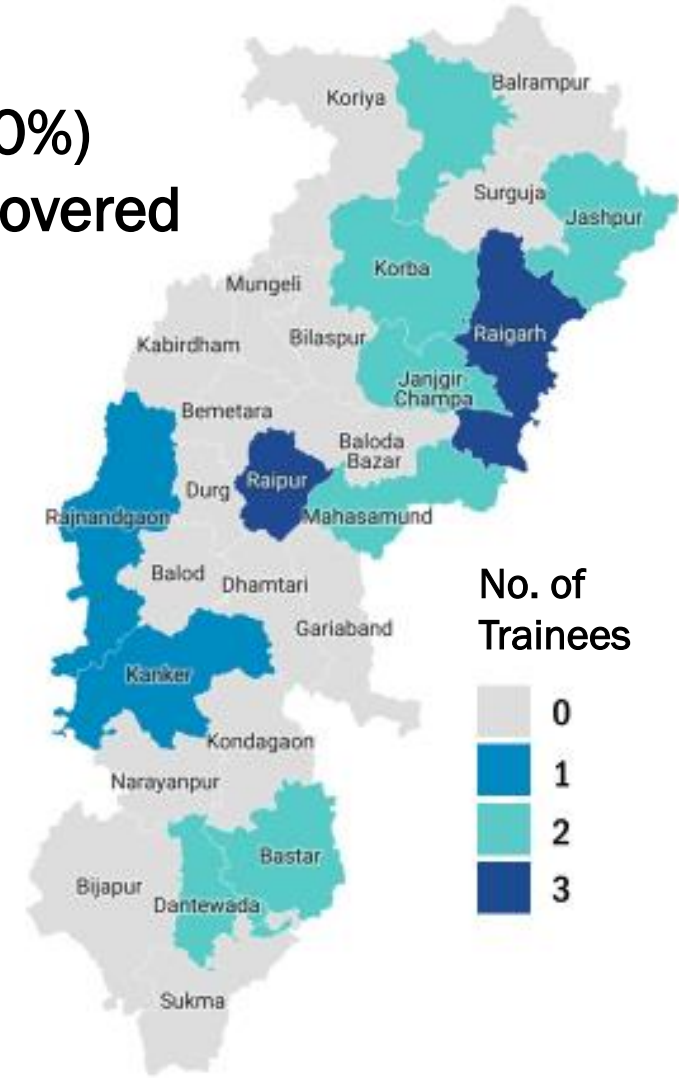 0%)
overed
Koriya
Balrampur
Surguja
Jashpur
Korba
Mungeli
Raigarh
Bilaspur
Kabirdham
Janjgir
Champa
Bemetara
Baloda
Bazar
Raipur
Durg
Rajnandgaon
Mahasamund
Balod
Dhamtari
Gariaband
Kanker
Kondagaon
Narayanpur
Bastar
Bijapur
Dantewada
Sukma
No. of
Trainees
0
1
2
3